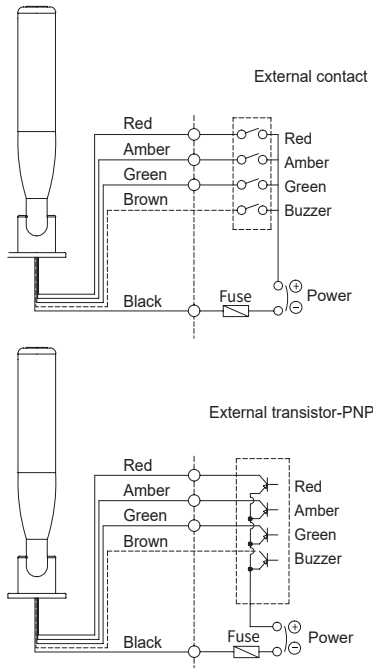 External contact
Red
Red
Amber
Amber
Green
Green
Brown
Buzzer
Black
Fuse
+
Power
−
External transistor-PNP
Red
Red
Amber
Amber
Green
Green
Brown
Buzzer
Black
Fuse
+
Power
−